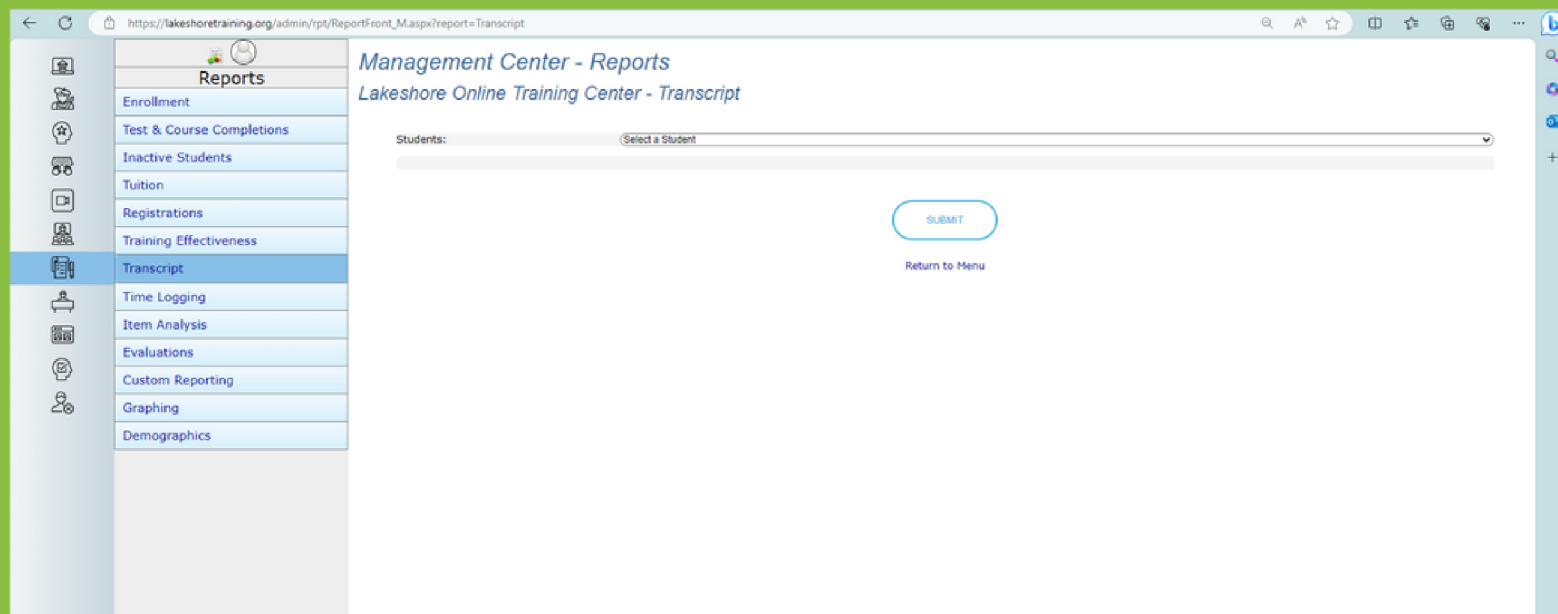 https://lakeshoretraining.org/admin/rpt/ReportFront_M.aspx?report=Transcript
Reports
Enrollment
Test & Course Completions
Inactive Students
Tuition
Registrations
Training Effectiveness
Transcript
Time Logging
Item Analysis
Evaluations
Custom Reporting
Graphing
Demographics
Management Center - Reports
Lakeshore Online Training Center - Transcript
Students: Select a Student
SUBMIT
Return to Menu